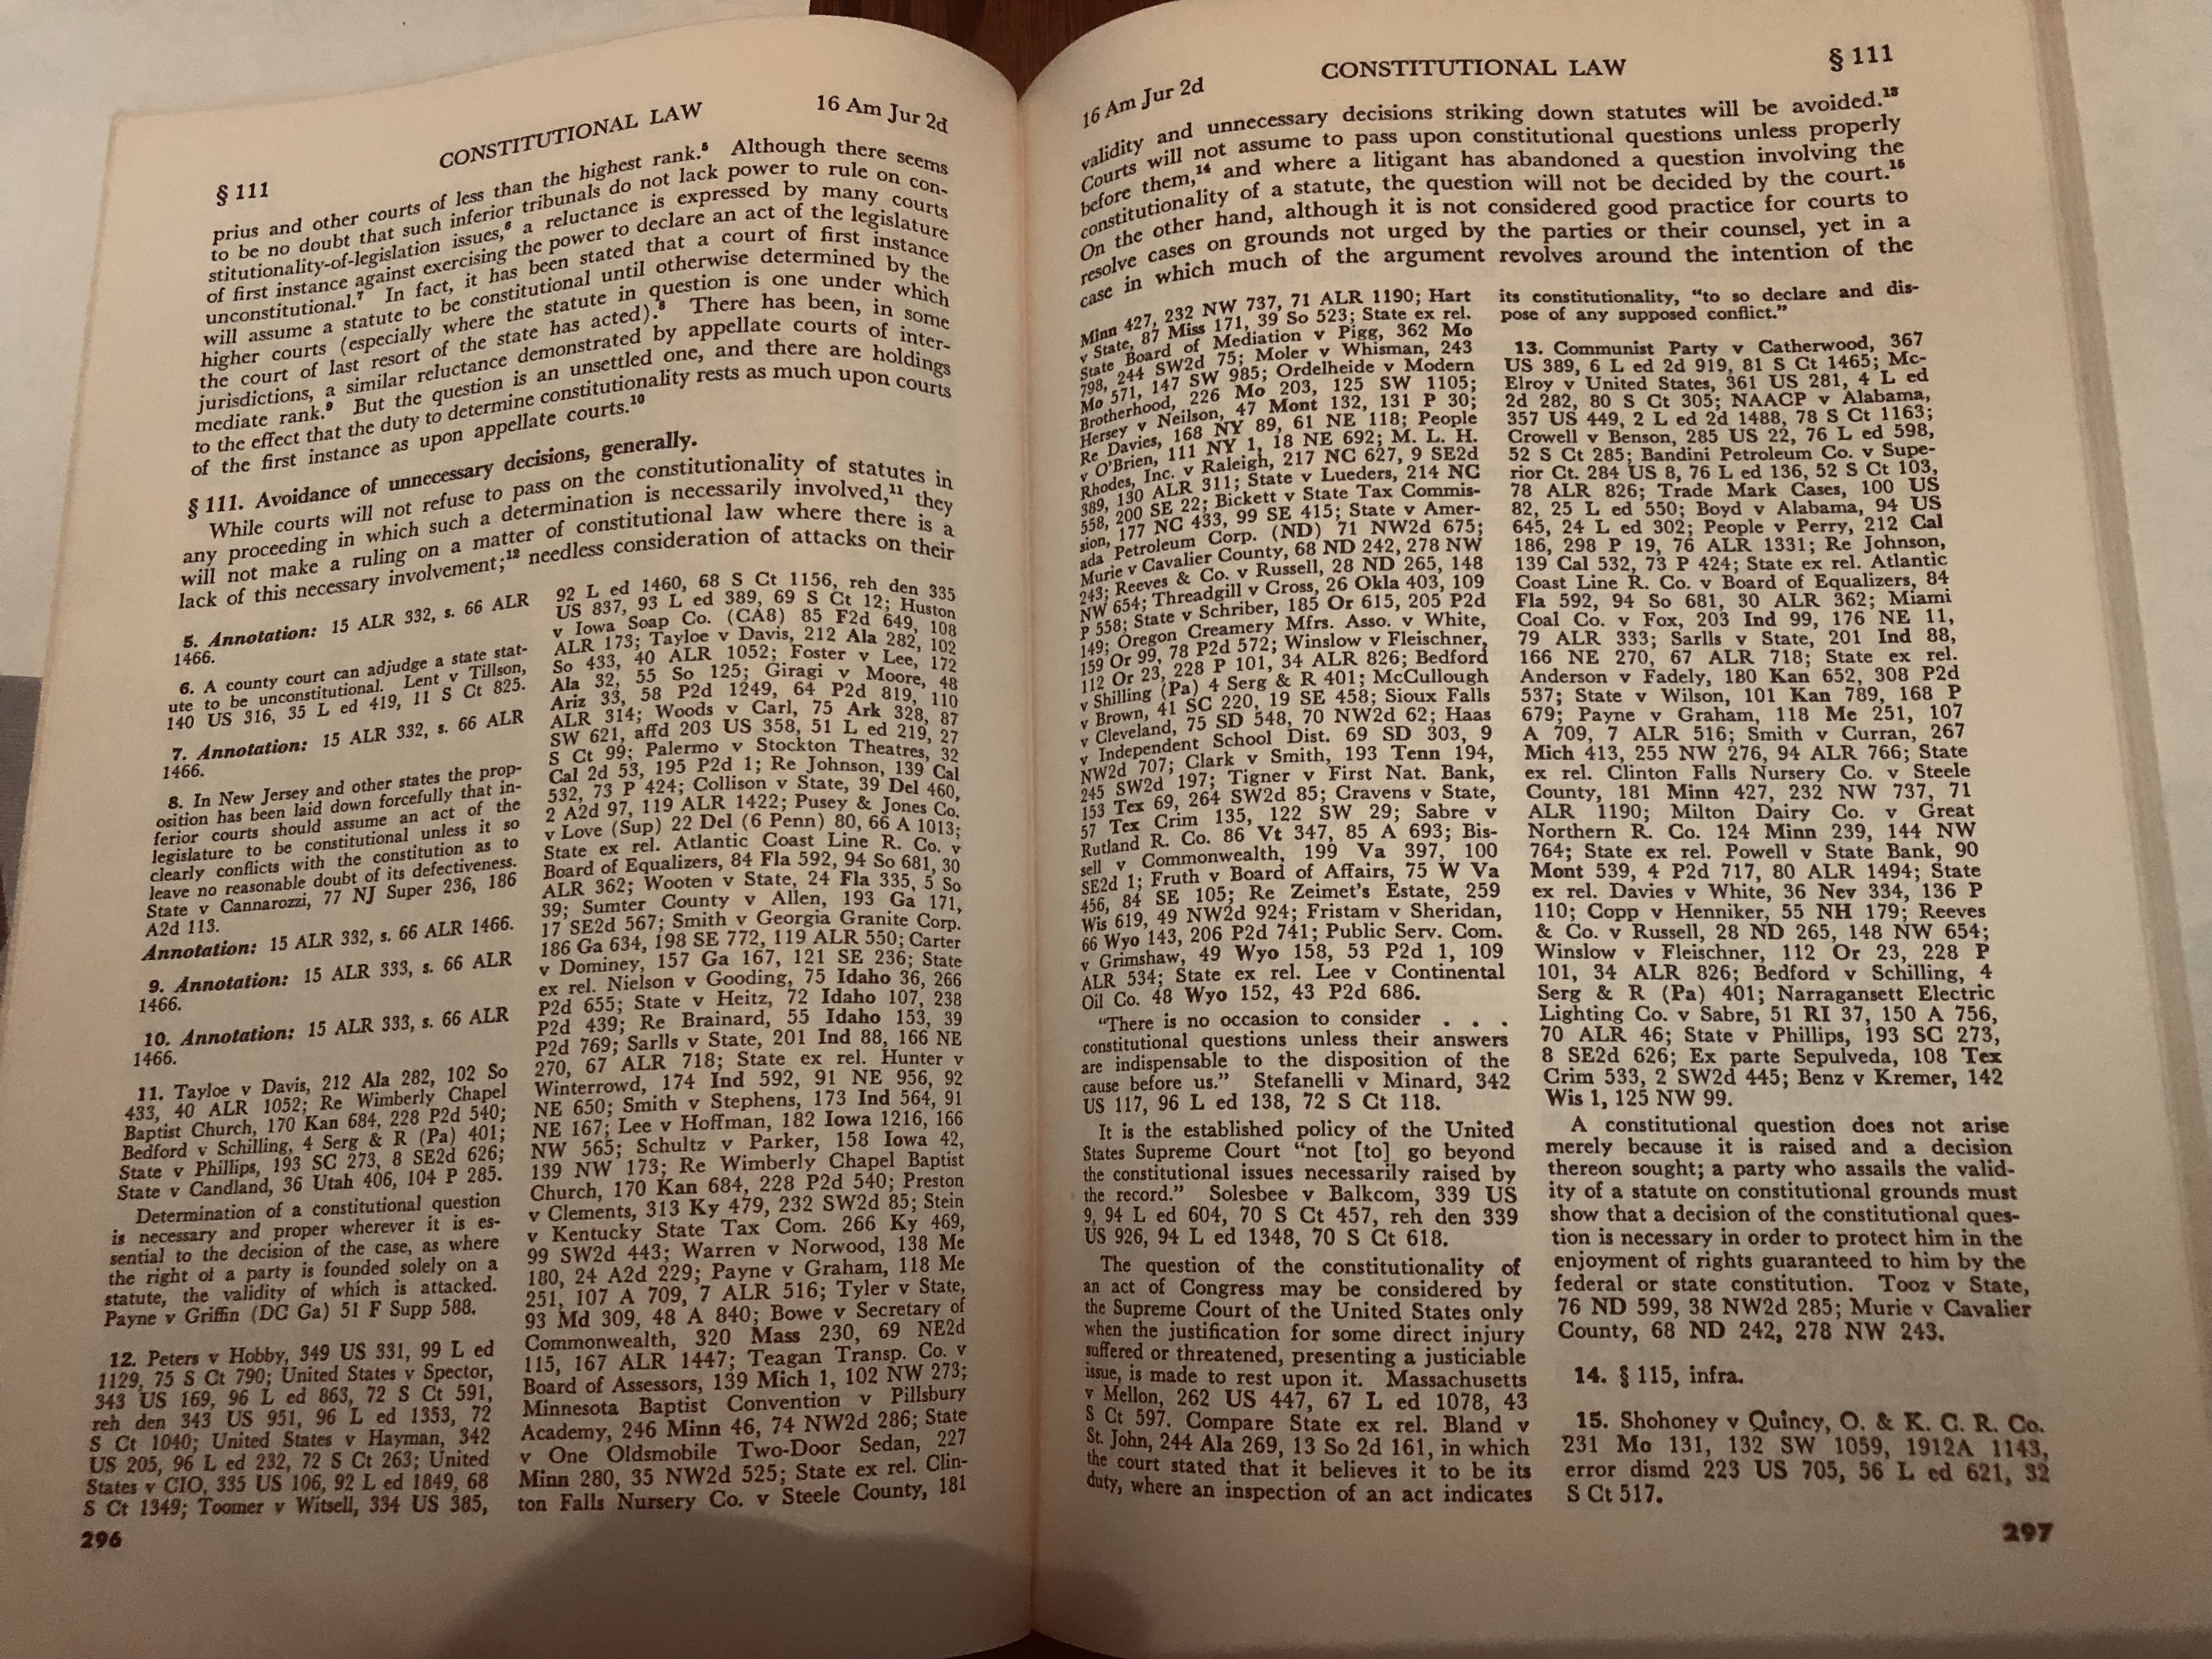 § 111
CONSTITUTIONAL LAW
16 Am Jur 2d
prius and other courts of less than the highest rank.⁵ Although there seems
to be no doubt that such inferior tribunals do not lack power to rule on con-
stitutionality-of-legislation issues,⁶ a reluctance is expressed by many courts
of first instance against exercising the power to declare an act of the legislature
unconstitutional.⁷ In fact, it has been stated that a court of first instance
will assume a statute to be constitutional until otherwise determined by the
higher courts (especially where the statute in question is one under which
the court of last resort of the state has acted).⁸ There has been, in some
jurisdictions, a similar reluctance demonstrated by appellate courts of inter-
mediate rank.⁹ But the question is an unsettled one, and there are holdings
to the effect that the duty to determine constitutionality rests as much upon courts
of the first instance as upon appellate courts.¹⁰
§ 111. Avoidance of unnecessary decisions, generally.
While courts will not refuse to pass on the constitutionality of statutes in
any proceeding in which such a determination is necessarily involved,¹¹ they
will not make a ruling on a matter of constitutional law where there is a
lack of this necessary involvement;¹² needless consideration of attacks on their
5. Annotation: 15 ALR 332, s. 66 ALR
1466.
6. A county court can adjudge a state stat-
ute to be unconstitutional. Lent v Tillson,
140 US 316, 35 L ed 419, 11 S Ct 825.
7. Annotation: 15 ALR 332, s. 66 ALR
1466.
8. In New Jersey and other states the prop-
osition has been laid down forcefully that in-
ferior courts should assume an act of the
legislature to be constitutional unless it so
clearly conflicts with the constitution as to
leave no reasonable doubt of its defectiveness.
State v Cannarozzi, 77 NJ Super 236, 186
A2d 113.
Annotation: 15 ALR 332, s. 66 ALR 1466.
9. Annotation: 15 ALR 333, s. 66 ALR
1466.
10. Annotation: 15 ALR 333, s. 66 ALR
1466.
11. Tayloe v Davis, 212 Ala 282, 102 So
433, 40 ALR 1052; Re Wimberly Chapel
Baptist Church, 170 Kan 684, 228 P2d 540;
Bedford v Schilling, 4 Serg & R (Pa) 401;
State v Phillips, 193 SC 273, 8 SE2d 626;
State v Candland, 36 Utah 406, 104 P 285.
Determination of a constitutional question
is necessary and proper wherever it is es-
sential to the decision of the case, as where
the right of a party is founded solely on a
statute, the validity of which is attacked.
Payne v Griffin (DC Ga) 51 F Supp 588.
12. Peters v Hobby, 349 US 331, 99 L ed
1129, 75 S Ct 790; United States v Spector,
343 US 169, 96 L ed 863, 72 S Ct 591,
reh den 343 US 951, 96 L ed 1353, 72
S Ct 1040; United States v Hayman, 342
US 205, 96 L ed 232, 72 S Ct 263; United
States v CIO, 335 US 106, 92 L ed 1849, 68
S Ct 1349; Toomer v Witsell, 334 US 385,
92 L ed 1460, 68 S Ct 1156, reh den 335
US 837, 93 L ed 389, 69 S Ct 12; Huston
v Iowa Soap Co. (CA8) 85 F2d 649, 108
ALR 173; Tayloe v Davis, 212 Ala 282, 102
So 433, 40 ALR 1052; Foster v Lee, 172
Ala 32, 55 So 125; Giragi v Moore, 48
Ariz 33, 58 P2d 1249, 64 P2d 819, 110
ALR 314; Woods v Carl, 75 Ark 328, 87
SW 621, affd 203 US 358, 51 L ed 219, 27
S Ct 99; Palermo v Stockton Theatres, 32
Cal 2d 53, 195 P2d 1; Re Johnson, 139 Cal
532, 73 P 424; Collison v State, 39 Del 460,
2 A2d 97, 119 ALR 1422; Pusey & Jones Co.
v Love (Sup) 22 Del (6 Penn) 80, 66 A 1013;
State ex rel. Atlantic Coast Line R. Co. v
Board of Equalizers, 84 Fla 592, 94 So 681, 30
ALR 362; Wooten v State, 24 Fla 335, 5 So
39; Sumter County v Allen, 193 Ga 171,
17 SE2d 567; Smith v Georgia Granite Corp.
186 Ga 634, 198 SE 772, 119 ALR 550; Carter
v Dominey, 157 Ga 167, 121 SE 236; State
ex rel. Nielson v Gooding, 75 Idaho 36, 266
P2d 655; State v Heitz, 72 Idaho 107, 238
P2d 439; Re Brainard, 55 Idaho 153, 39
P2d 769; Sarlls v State, 201 Ind 88, 166 NE
270, 67 ALR 718; State ex rel. Hunter v
Winterrowd, 174 Ind 592, 91 NE 956, 92
NE 650; Smith v Stephens, 173 Ind 564, 91
NE 167; Lee v Hoffman, 182 Iowa 1216, 166
NW 565; Schultz v Parker, 158 Iowa 42,
139 NW 173; Re Wimberly Chapel Baptist
Church, 170 Kan 684, 228 P2d 540; Preston
v Clements, 313 Ky 479, 232 SW2d 85; Stein
v Kentucky State Tax Com. 266 Ky 469,
99 SW2d 443; Warren v Norwood, 138 Me
180, 24 A2d 229; Payne v Graham, 118 Me
251, 107 A 709, 7 ALR 516; Tyler v State,
93 Md 309, 48 A 840; Bowe v Secretary of
Commonwealth, 320 Mass 230, 69 NE2d
115, 167 ALR 1447; Teagan Transp. Co. v
Board of Assessors, 139 Mich 1, 102 NW 273;
Minnesota Baptist Convention v Pillsbury
Academy, 246 Minn 46, 74 NW2d 286; State
v One Oldsmobile Two-Door Sedan, 227
Minn 280, 35 NW2d 525; State ex rel. Clin-
ton Falls Nursery Co. v Steele County, 181
296
16 Am Jur 2d
CONSTITUTIONAL LAW
§ 111
validity and unnecessary decisions striking down statutes will be avoided.¹³
Courts will not assume to pass upon constitutional questions unless properly
before them,¹⁴ and where a litigant has abandoned a question involving the
constitutionality of a statute, the question will not be decided by the court.¹⁵
On the other hand, although it is not considered good practice for courts to
resolve cases on grounds not urged by the parties or their counsel, yet in a
case in which much of the argument revolves around the intention of the
Minn 427, 232 NW 737, 71 ALR 1190; Hart
v State, 87 Miss 171, 39 So 523; State ex rel.
State Board of Mediation v Pigg, 362 Mo
798, 244 SW2d 75; Moler v Whisman, 243
Mo 571, 147 SW 985; Ordelheide v Modern
Brotherhood, 226 Mo 203, 125 SW 1105;
Hersey v Neilson, 47 Mont 132, 131 P 30;
Re Davies, 168 NY 89, 61 NE 118; People
v O'Brien, 111 NY 1, 18 NE 692; M. L. H.
Rhodes, Inc. v Raleigh, 217 NC 627, 9 SE2d
389, 130 ALR 311; State v Lueders, 214 NC
558, 200 SE 22; Bickett v State Tax Commis-
sion, 177 NC 433, 99 SE 415; State v Amer-
ada Petroleum Corp. (ND) 71 NW2d 675;
Murie v Cavalier County, 68 ND 242, 278 NW
243; Reeves & Co. v Russell, 28 ND 265, 148
NW 654; Threadgill v Cross, 26 Okla 403, 109
P 558; State v Schriber, 185 Or 615, 205 P2d
149; Oregon Creamery Mfrs. Asso. v White,
159 Or 99, 78 P2d 572; Winslow v Fleischner,
112 Or 23, 228 P 101, 34 ALR 826; Bedford
v Shilling (Pa) 4 Serg & R 401; McCullough
v Brown, 41 SC 220, 19 SE 458; Sioux Falls
v Cleveland, 75 SD 548, 70 NW2d 62; Haas
v Independent School Dist. 69 SD 303, 9
NW2d 707; Clark v Smith, 193 Tenn 194,
245 SW2d 197; Tigner v First Nat. Bank,
153 Tex 69, 264 SW2d 85; Cravens v State,
57 Tex Crim 135, 122 SW 29; Sabre v
Rutland R. Co. 86 Vt 347, 85 A 693; Bis-
sell v Commonwealth, 199 Va 397, 100
SE2d 1; Fruth v Board of Affairs, 75 W Va
456, 84 SE 105; Re Zeimet's Estate, 259
Wis 619, 49 NW2d 924; Fristam v Sheridan,
66 Wyo 143, 206 P2d 741; Public Serv. Com.
v Grimshaw, 49 Wyo 158, 53 P2d 1, 109
ALR 534; State ex rel. Lee v Continental
Oil Co. 48 Wyo 152, 43 P2d 686.
"There is no occasion to consider . . .
constitutional questions unless their answers
are indispensable to the disposition of the
cause before us." Stefanelli v Minard, 342
US 117, 96 L ed 138, 72 S Ct 118.
It is the established policy of the United
States Supreme Court "not [to] go beyond
the constitutional issues necessarily raised by
the record." Solesbee v Balkcom, 339 US
9, 94 L ed 604, 70 S Ct 457, reh den 339
US 926, 94 L ed 1348, 70 S Ct 618.
The question of the constitutionality of
an act of Congress may be considered by
the Supreme Court of the United States only
when the justification for some direct injury
suffered or threatened, presenting a justiciable
issue, is made to rest upon it. Massachusetts
v Mellon, 262 US 447, 67 L ed 1078, 43
S Ct 597. Compare State ex rel. Bland v
St. John, 244 Ala 269, 13 So 2d 161, in which
the court stated that it believes it to be its
duty, where an inspection of an act indicates
its constitutionality, "to so declare and dis-
pose of any supposed conflict."
13. Communist Party v Catherwood, 367
US 389, 6 L ed 2d 919, 81 S Ct 1465; Mc-
Elroy v United States, 361 US 281, 4 L ed
2d 282, 80 S Ct 305; NAACP v Alabama,
357 US 449, 2 L ed 2d 1488, 78 S Ct 1163;
Crowell v Benson, 285 US 22, 76 L ed 598,
52 S Ct 285; Bandini Petroleum Co. v Supe-
rior Ct. 284 US 8, 76 L ed 136, 52 S Ct 103,
78 ALR 826; Trade Mark Cases, 100 US
82, 25 L ed 550; Boyd v Alabama, 94 US
645, 24 L ed 302; People v Perry, 212 Cal
186, 298 P 19, 76 ALR 1331; Re Johnson,
139 Cal 532, 73 P 424; State ex rel. Atlantic
Coast Line R. Co. v Board of Equalizers, 84
Fla 592, 94 So 681, 30 ALR 362; Miami
Coal Co. v Fox, 203 Ind 99, 176 NE 11,
79 ALR 333; Sarlls v State, 201 Ind 88,
166 NE 270, 67 ALR 718; State ex rel.
Anderson v Fadely, 180 Kan 652, 308 P2d
537; State v Wilson, 101 Kan 789, 168 P
679; Payne v Graham, 118 Me 251, 107
A 709, 7 ALR 516; Smith v Curran, 267
Mich 413, 255 NW 276, 94 ALR 766; State
ex rel. Clinton Falls Nursery Co. v Steele
County, 181 Minn 427, 232 NW 737, 71
ALR 1190; Milton Dairy Co. v Great
Northern R. Co. 124 Minn 239, 144 NW
764; State ex rel. Powell v State Bank, 90
Mont 539, 4 P2d 717, 80 ALR 1494; State
ex rel. Davies v White, 36 Nev 334, 136 P
110; Copp v Henniker, 55 NH 179; Reeves
& Co. v Russell, 28 ND 265, 148 NW 654;
Winslow v Fleischner, 112 Or 23, 228 P
101, 34 ALR 826; Bedford v Schilling, 4
Serg & R (Pa) 401; Narragansett Electric
Lighting Co. v Sabre, 51 RI 37, 150 A 756,
70 ALR 46; State v Phillips, 193 SC 273,
8 SE2d 626; Ex parte Sepulveda, 108 Tex
Crim 533, 2 SW2d 445; Benz v Kremer, 142
Wis 1, 125 NW 99.
A constitutional question does not arise
merely because it is raised and a decision
thereon sought; a party who assails the valid-
ity of a statute on constitutional grounds must
show that a decision of the constitutional ques-
tion is necessary in order to protect him in the
enjoyment of rights guaranteed to him by the
federal or state constitution. Tooz v State,
76 ND 599, 38 NW2d 285; Murie v Cavalier
County, 68 ND 242, 278 NW 243.
14. § 115, infra.
15. Shohoney v Quincy, O. & K. C. R. Co.
231 Mo 131, 132 SW 1059, 1912A 1143,
error dismd 223 US 705, 56 L ed 621, 32
S Ct 517.
297